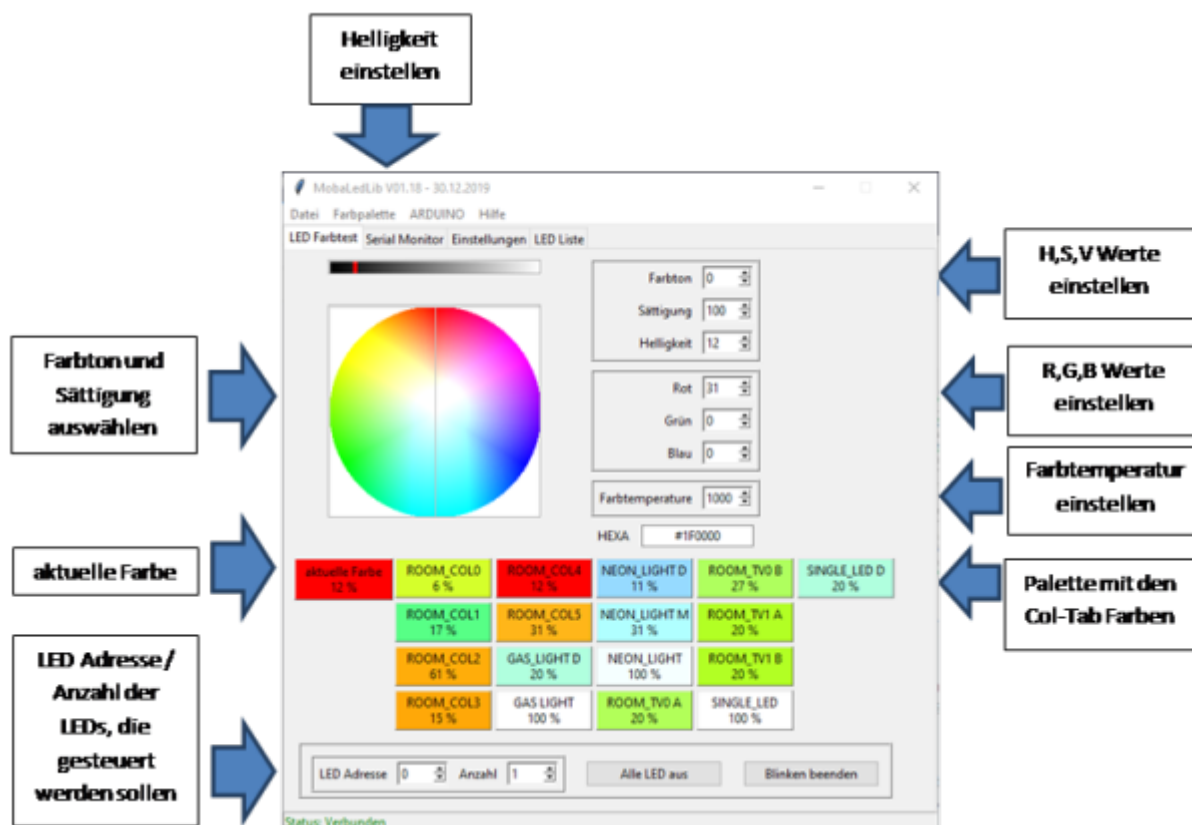 Helligkeit
einstellen
MobaLedLib V01.18 - 30.12.2019
Datei Farbpalette ARDUINO Hilfe
LED Farbtest Serial Monitor Einstellungen LED Liste
Farbton 0
Sättigung 100
Helligkeit 12
Rot 31
Grün 0
Blau 0
Farbtemperature 1000
HEXA #1F0000
H,S,V Werte
einstellen
R,G,B Werte
einstellen
Farbtemperatur
einstellen
Palette mit den
Col-Tab Farben
Farbton und
Sättigung
auswählen
aktuelle Farbe
LED Adresse /
Anzahl der
LEDs, die
gesteuert
werden sollen
aktuelle Farbe
12 %
ROOM_COL0
6 %
ROOM_COL4
12 %
NEON_LIGHT D
11 %
ROOM_TV0 B
27 %
SINGLE_LED D
20 %
ROOM_COL1
17 %
ROOM_COL5
31 %
NEON_LIGHT M
31 %
ROOM_TV1 A
20 %
ROOM_COL2
61 %
GAS_LIGHT D
20 %
NEON_LIGHT
100 %
ROOM_TV1 B
20 %
ROOM_COL3
15 %
GAS LIGHT
100 %
ROOM_TV0 A
20 %
SINGLE_LED
100 %
LED Adresse 0 Anzahl 1 Alle LED aus Blinken beenden
Status: Verbunden